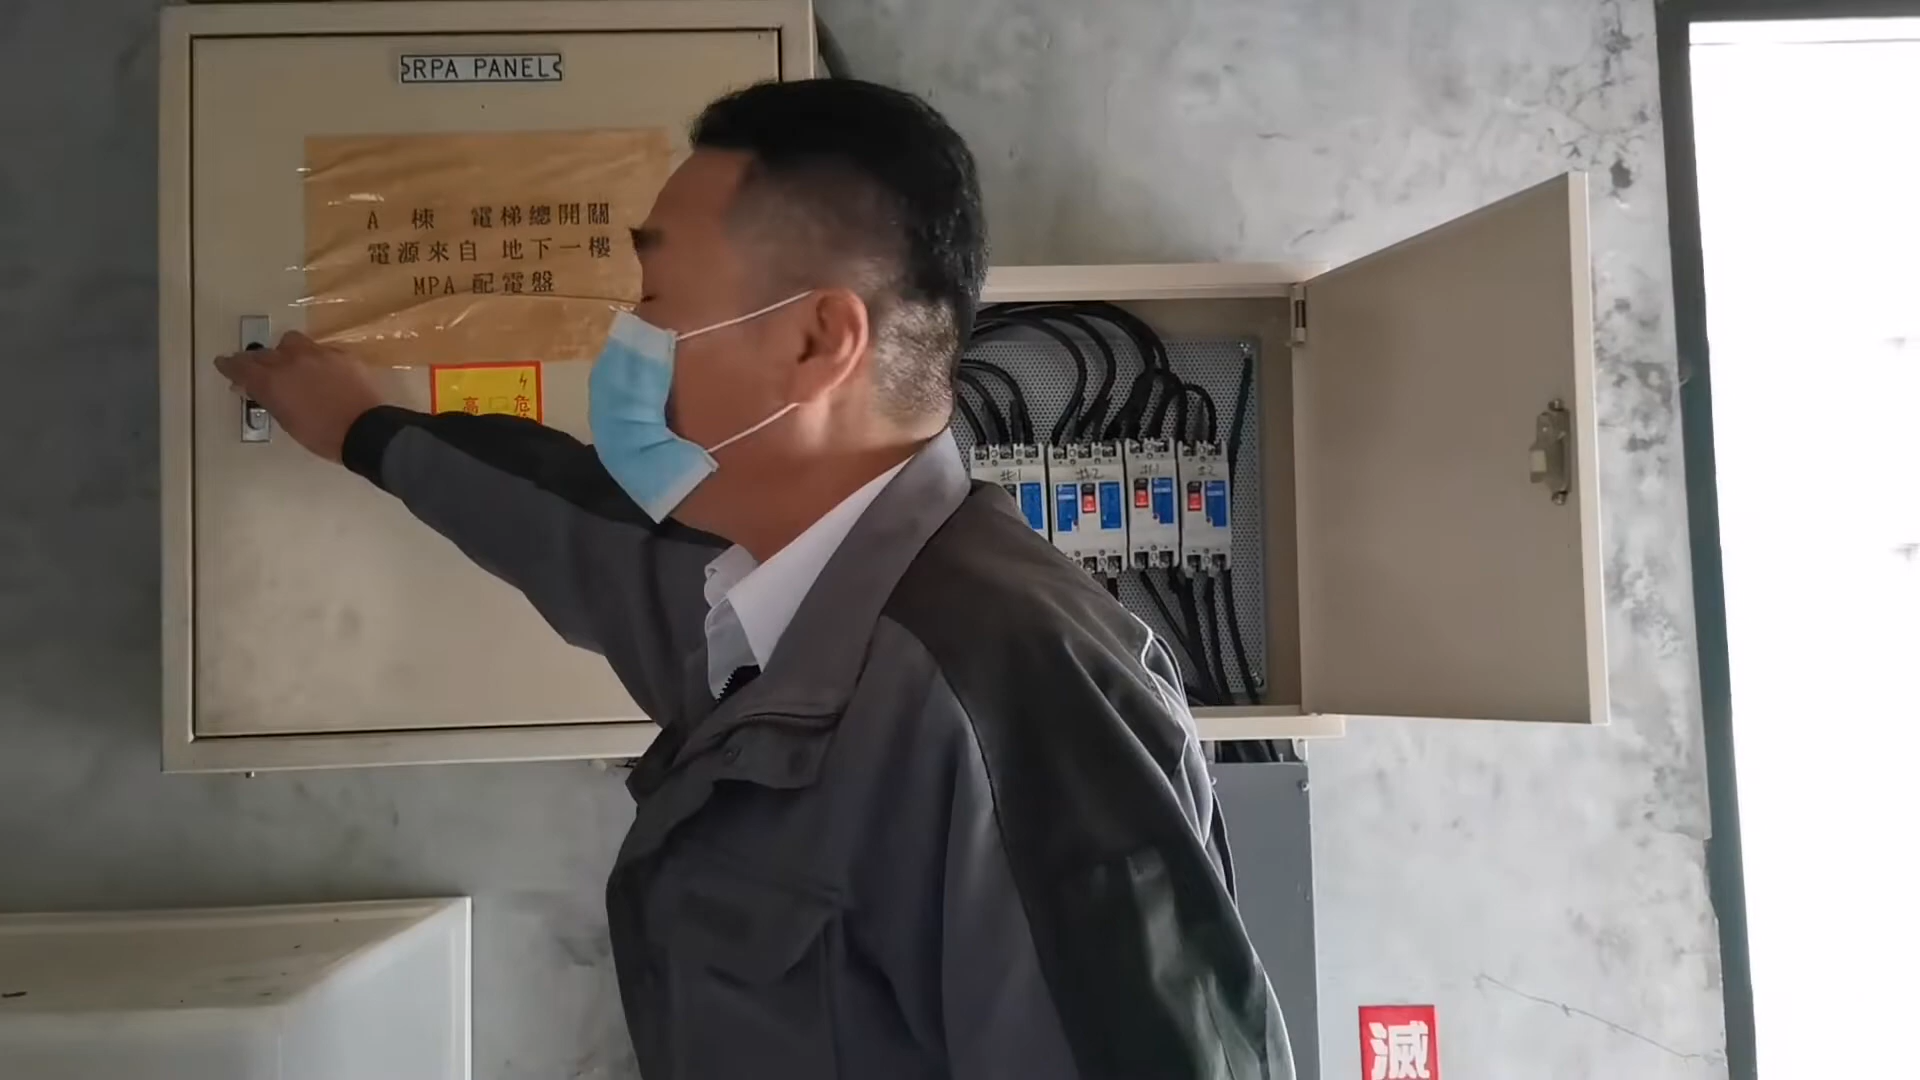 RPA PANEL
A 棟 電梯總開關
電源來自 地下一樓
MPA 配電盤
高 危
#1 #2 #1 #2
滅